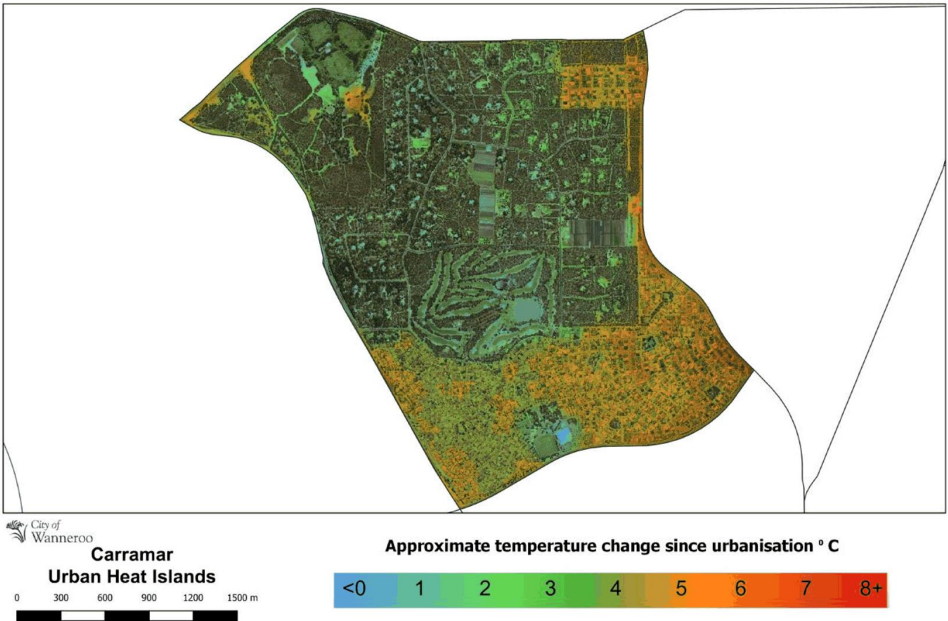 City of
Wanneroo
Carramar
Urban Heat Islands
0 300 600 900 1200 1500 m
Approximate temperature change since urbanisation ° C
<0 1 2 3 4 5 6 7 8+